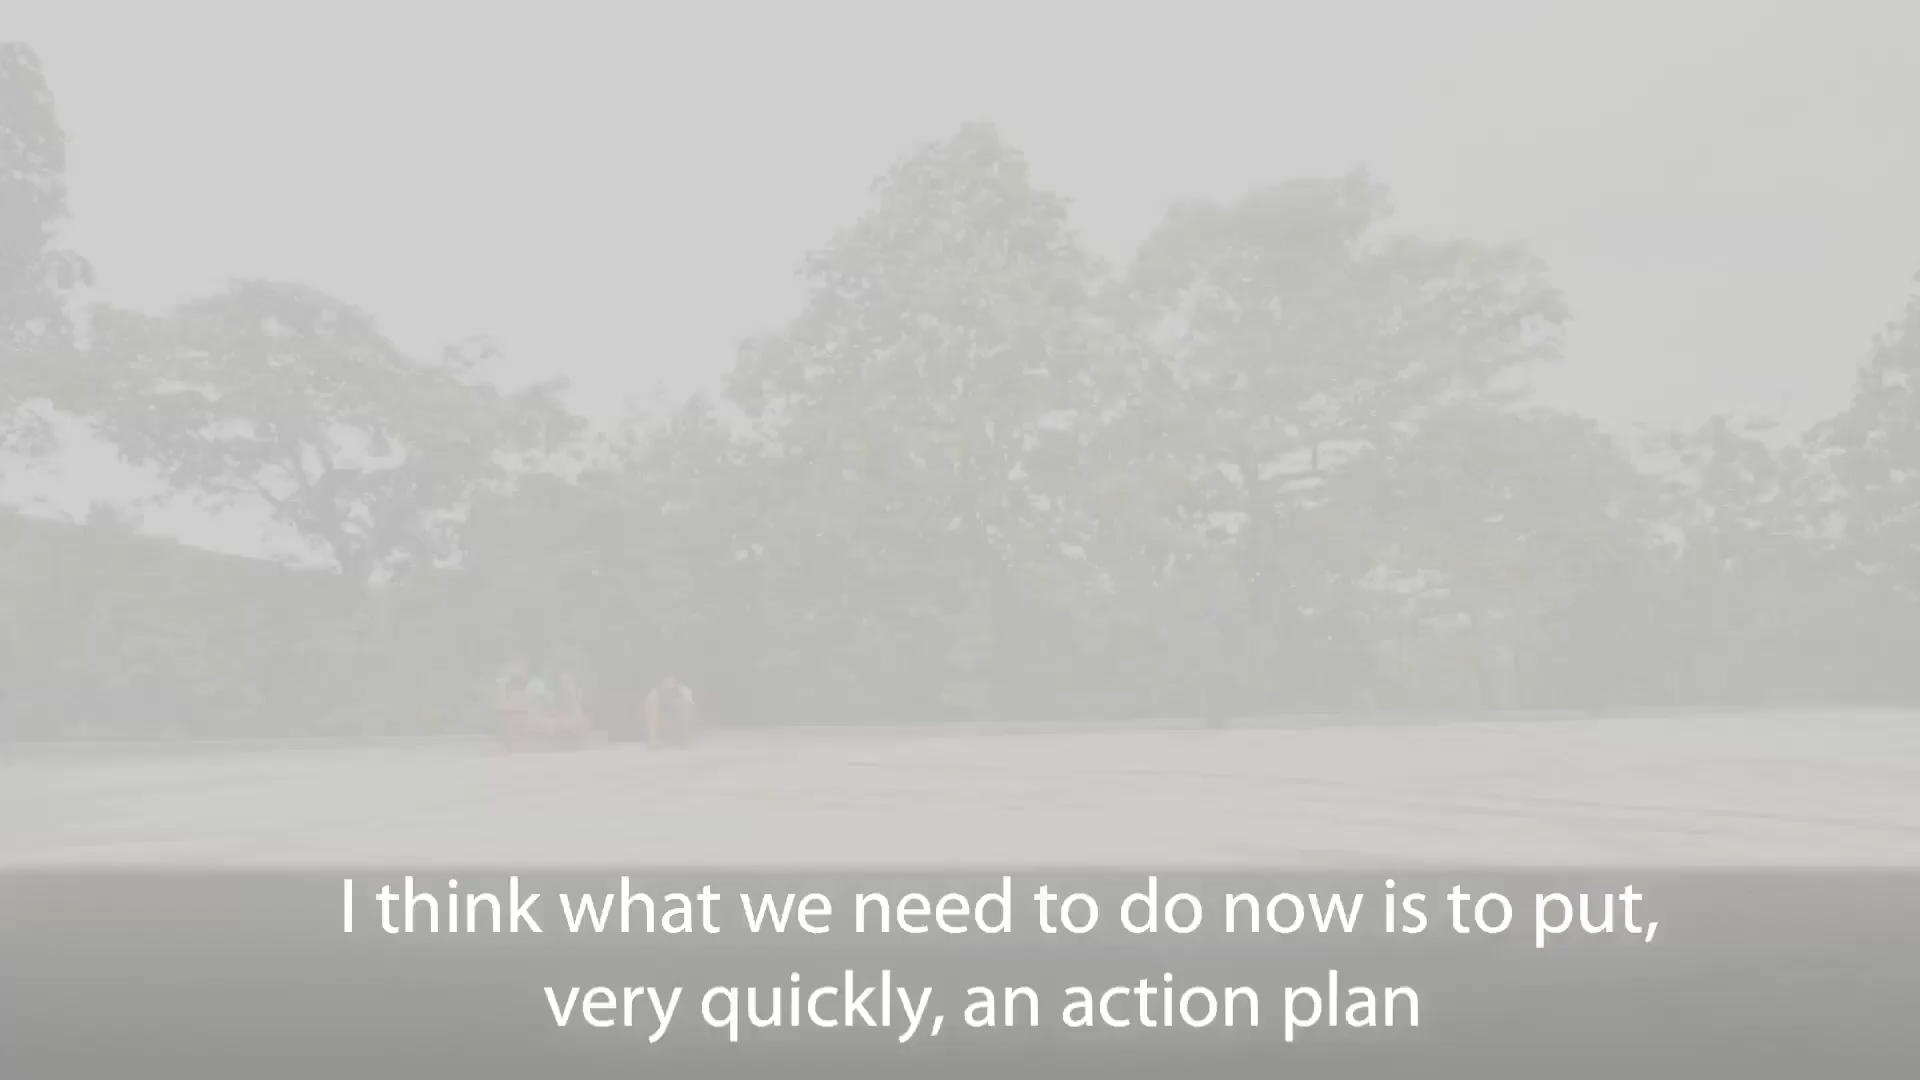 I think what we need to do now is to put,
very quickly, an action plan